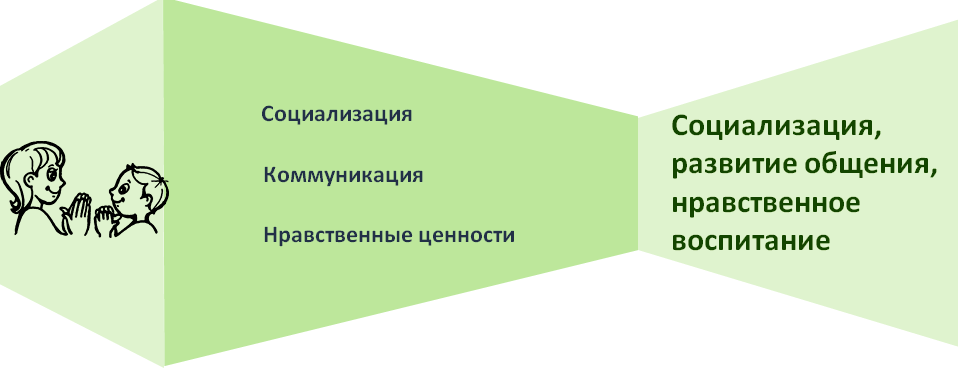 Социализация
Коммуникация
Нравственные ценности
Социализация,
развитие общения,
нравственное
воспитание